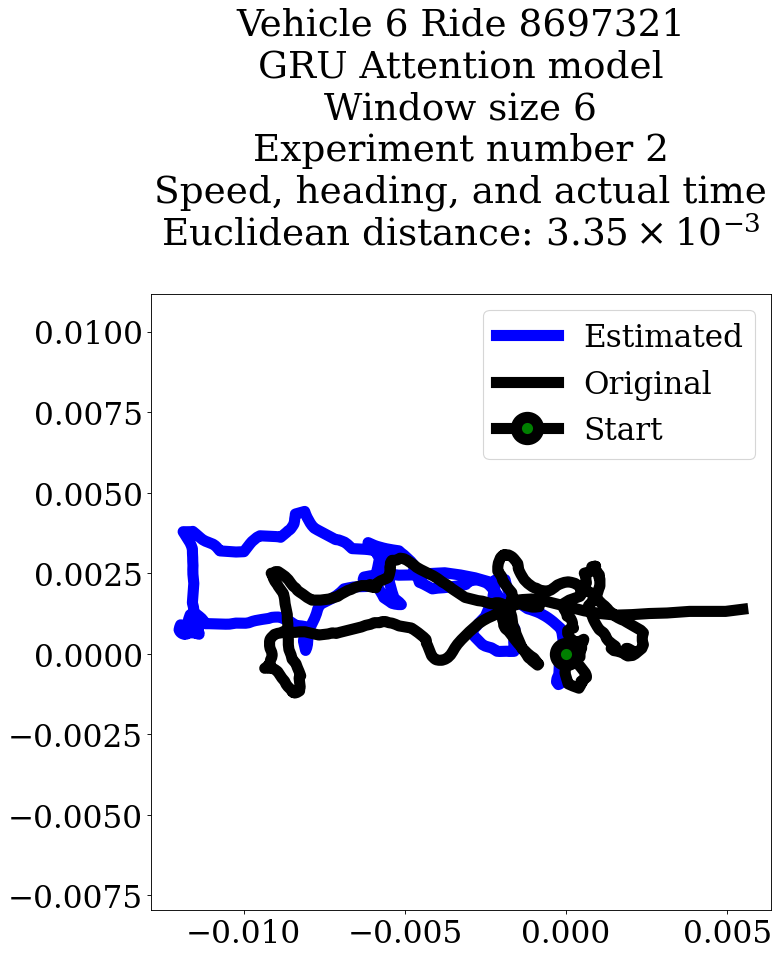 Vehicle 6 Ride 8697321
GRU Attention model
Window size 6
Experiment number 2
Speed, heading, and actual time
Euclidean distance: 3.35 × 10⁻³
Estimated
Original
Start
0.0100
0.0075
0.0050
0.0025
0.0000
−0.0025
−0.0050
−0.0075
−0.010 −0.005 0.000 0.005